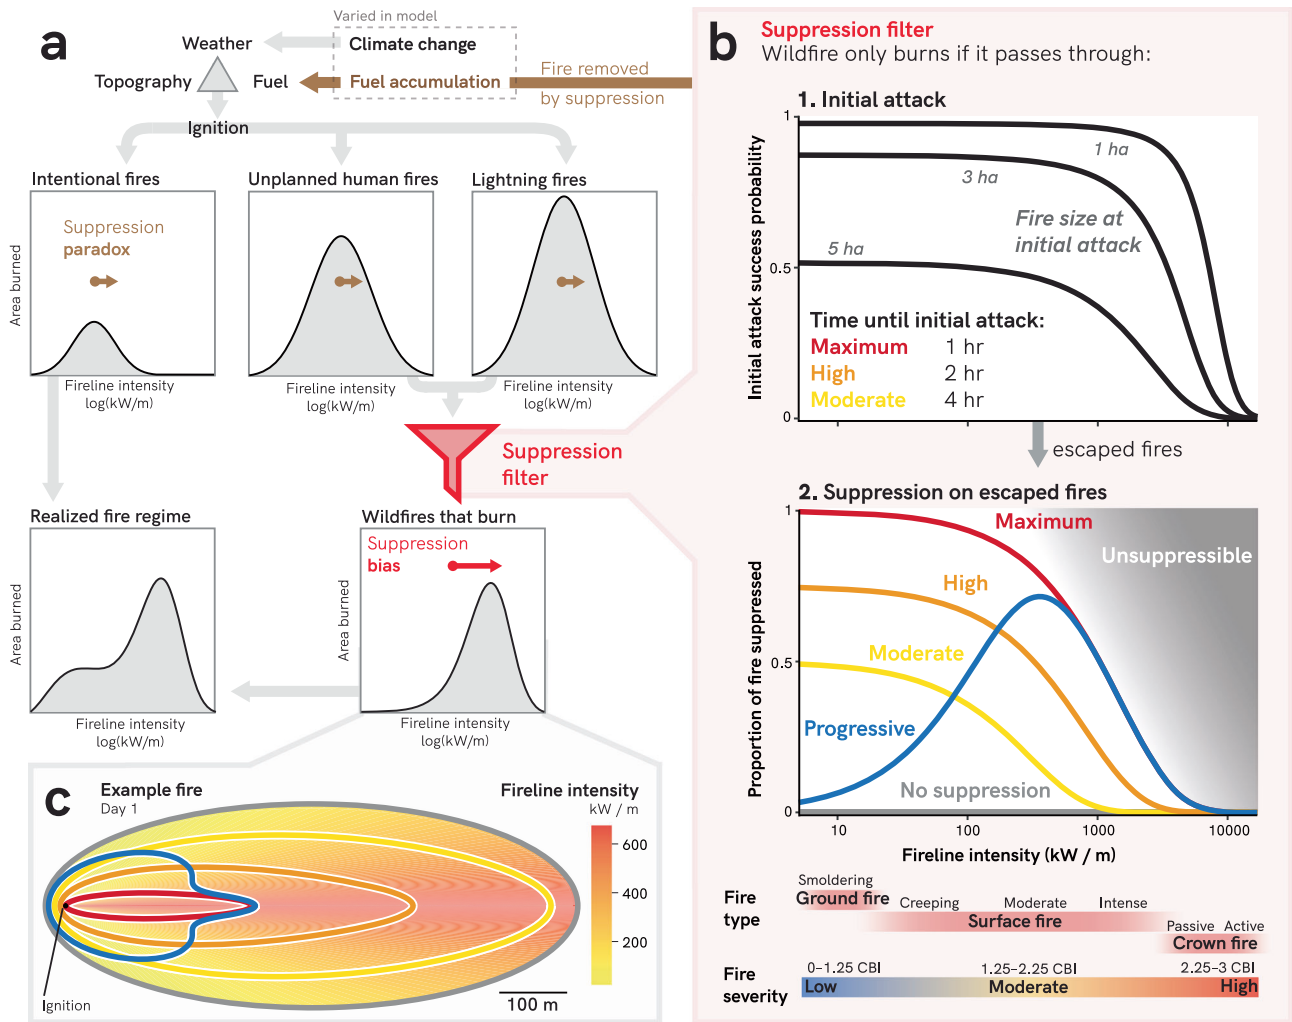 a
Varied in model
Weather
Climate change
Topography
Fuel
Fuel accumulation
Fire removed
by suppression
Ignition
Intentional fires
Unplanned human fires
Lightning fires
Suppression
paradox
Area burned
Fireline intensity
log(kW/m)
Fireline intensity
log(kW/m)
Fireline intensity
log(kW/m)
Suppression
filter
Realized fire regime
Wildfires that burn
Suppression
bias
Area burned
Area burned
Fireline intensity
log(kW/m)
Fireline intensity
log(kW/m)
b
Suppression filter
Wildfire only burns if it passes through:
1. Initial attack
Initial attack success probability
1
0.5
0
1 ha
3 ha
5 ha
Fire size at
initial attack
Time until initial attack:
Maximum 1 hr
High 2 hr
Moderate 4 hr
escaped fires
2. Suppression on escaped fires
Proportion of fire suppressed
1
0.5
0
Maximum
Unsuppressible
High
Moderate
Progressive
No suppression
10 100 1000 10000
Fireline intensity (kW / m)
Fire
type
Smoldering
Ground fire
Creeping Moderate Intense
Surface fire
Passive Active
Crown fire
Fire
severity
0–1.25 CBI 1.25–2.25 CBI 2.25–3 CBI
Low Moderate High
c
Example fire
Day 1
Fireline intensity
kW / m
600
400
200
Ignition
100 m